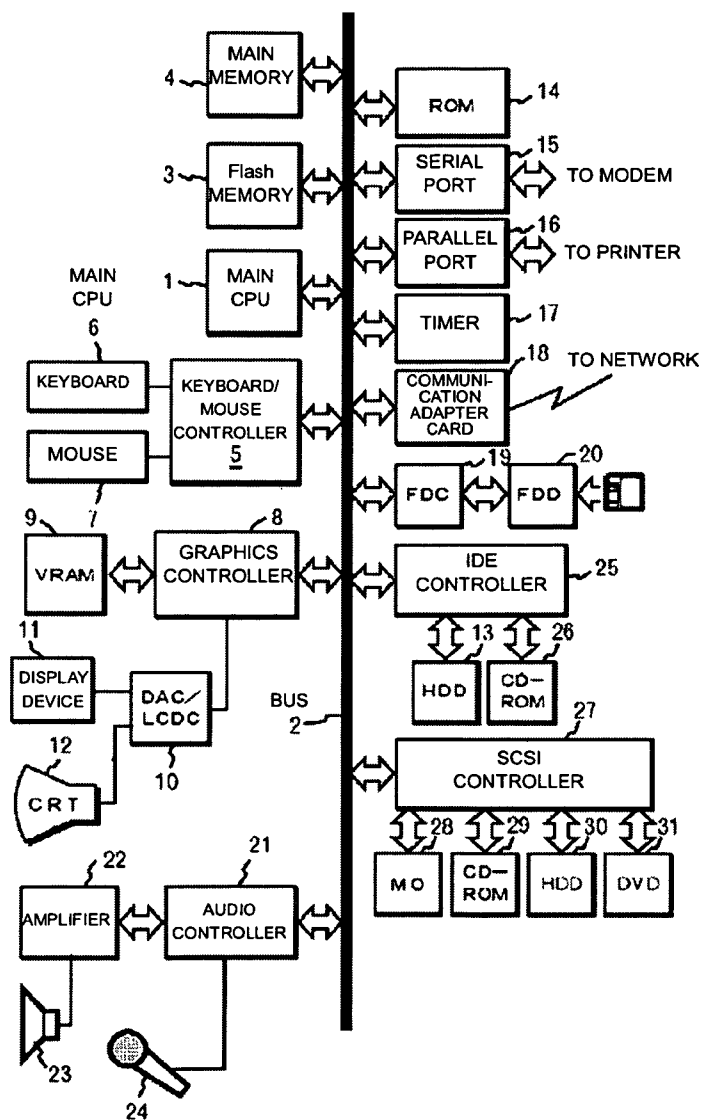 MAIN
MEMORY
4
ROM
14
Flash
MEMORY
3
SERIAL
PORT
15
TO MODEM
PARALLEL
PORT
16
TO PRINTER
MAIN
CPU
1
MAIN
CPU
TIMER
17
6
KEYBOARD
KEYBOARD/
MOUSE
CONTROLLER
5
MOUSE
7
COMMUNI-
CATION
ADAPTER
CARD
18
TO NETWORK
FDC
19
FDD
20
9
VRAM
8
GRAPHICS
CONTROLLER
IDE
CONTROLLER
25
11
DISPLAY
DEVICE
DAC/
LCDC
10
12
CRT
BUS
2
13
HDD
26
CD-
ROM
27
SCSI
CONTROLLER
28
MO
29
CD-
ROM
30
HDD
31
DVD
22
AMPLIFIER
21
AUDIO
CONTROLLER
23
24